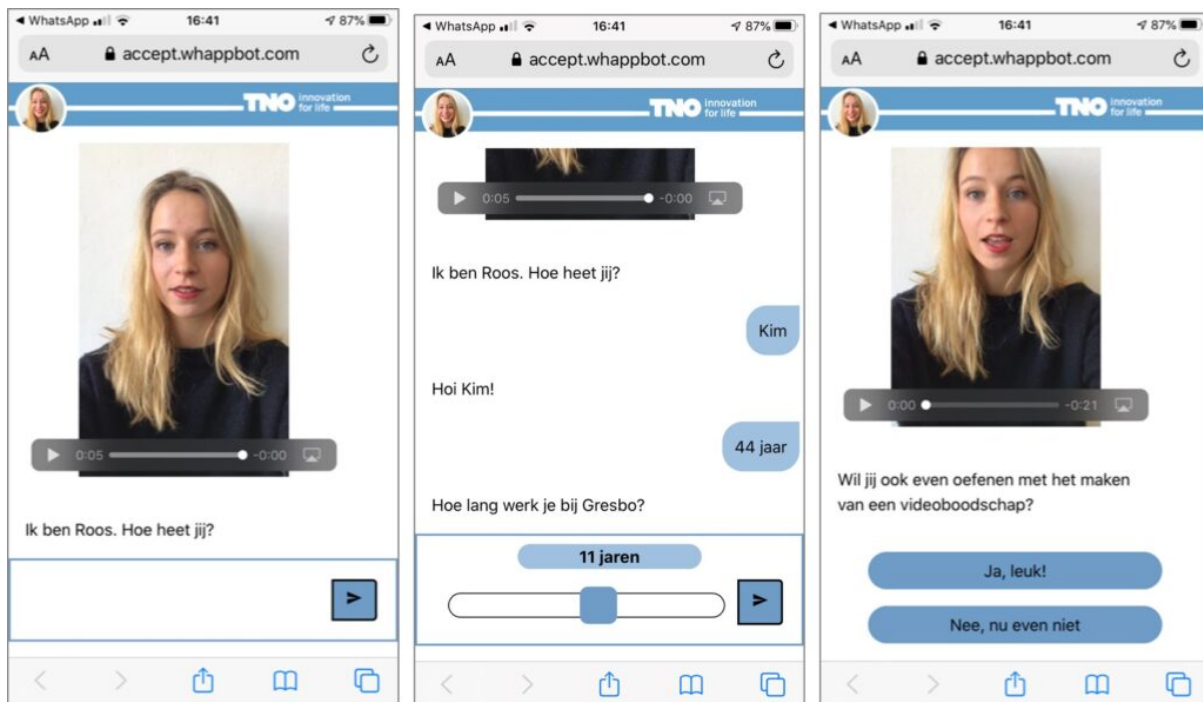 WhatsApp 16:41 87%
AA accept.whappbot.com
TNO innovation
for life
0:05 -0:00
Ik ben Roos. Hoe heet jij?
WhatsApp 16:41 87%
AA accept.whappbot.com
TNO innovation
for life
0:05 -0:00
Ik ben Roos. Hoe heet jij?
Kim
Hoi Kim!
44 jaar
Hoe lang werk je bij Gresbo?
11 jaren
WhatsApp 16:41 87%
AA accept.whappbot.com
TNO innovation
for life
0:00 -0:21
Wil jij ook even oefenen met het maken
van een videoboodschap?
Ja, leuk!
Nee, nu even niet